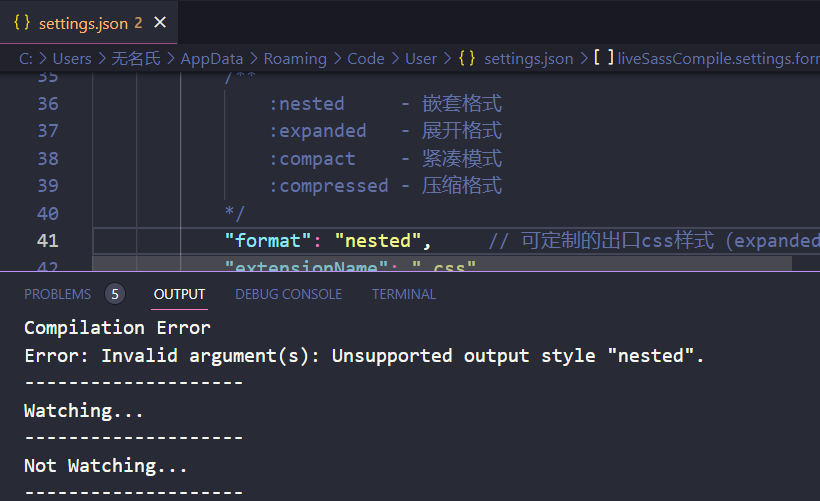 {} settings.json 2 ×
C: > Users > 无名氏 > AppData > Roaming > Code > User > {} settings.json > [ ] liveSassCompile.settings.for
35 /**
36 :nested - 嵌套格式
37 :expanded - 展开格式
38 :compact - 紧凑模式
39 :compressed - 压缩格式
40 */
41 "format": "nested", // 可定制的出口css样式 (expanded
42 "extensionName": ".css"
PROBLEMS 5 OUTPUT DEBUG CONSOLE TERMINAL
Compilation Error
Error: Invalid argument(s): Unsupported output style "nested".
--------------------
Watching...
--------------------
Not Watching...
--------------------